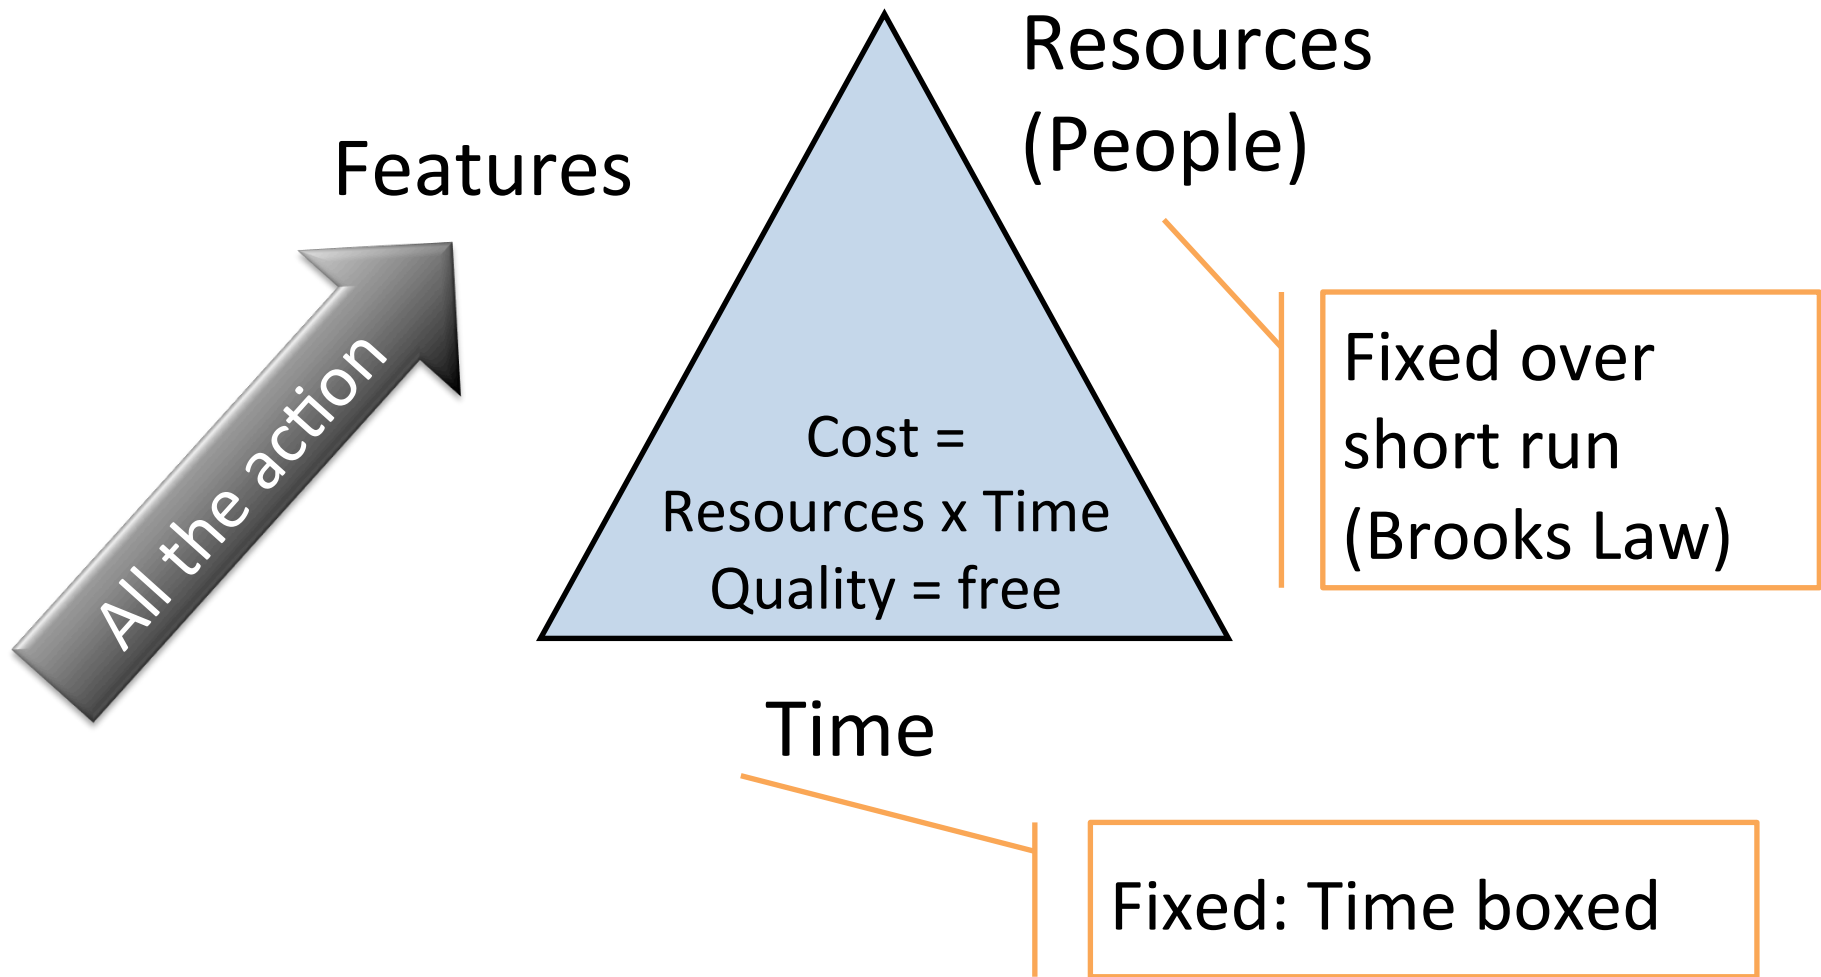 Resources
(People)
Features
All the action
Cost =
Resources x Time
Quality = free
Fixed over
short run
(Brooks Law)
Time
Fixed: Time boxed